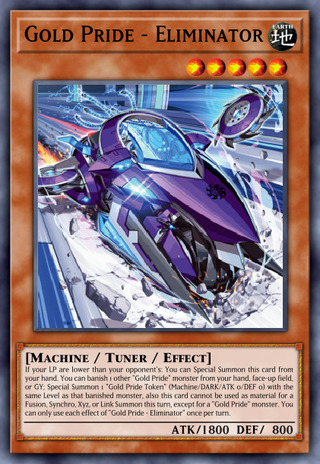 Gold Pride - Eliminator
EARTH
地
[Machine / Tuner / Effect]
If your LP are lower than your opponent's: You can Special Summon this card from
your hand. You can banish 1 other "Gold Pride" monster from your hand, face-up field,
or GY; Special Summon 1 "Gold Pride Token" (Machine/DARK/ATK 0/DEF 0) with the
same Level as that banished monster, also this card cannot be used as material for a
Fusion, Synchro, Xyz, or Link Summon this turn, except for a "Gold Pride" monster. You
can only use each effect of "Gold Pride - Eliminator" once per turn.
ATK/1800 DEF/ 800